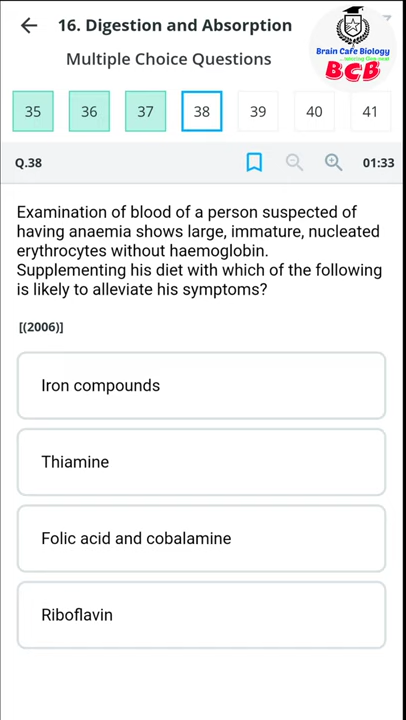 16. Digestion and Absorption
Multiple Choice Questions
Brain Cafe Biology
BCB
35 36 37 38 39 40 41
Q.38 01:33
Examination of blood of a person suspected of
having anaemia shows large, immature, nucleated
erythrocytes without haemoglobin.
Supplementing his diet with which of the following
is likely to alleviate his symptoms?
[(2006)]
Iron compounds
Thiamine
Folic acid and cobalamine
Riboflavin